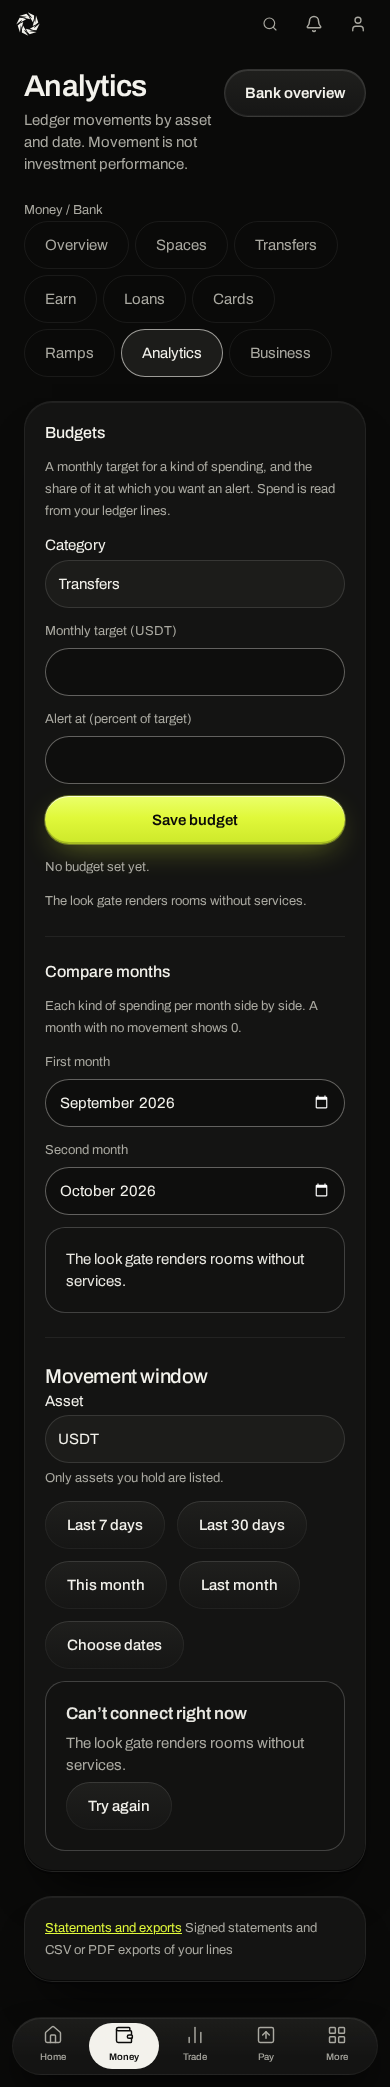 Analytics
Bank overview
Ledger movements by asset
and date. Movement is not
investment performance.
Money / Bank
Overview
Spaces
Transfers
Earn
Loans
Cards
Ramps
Analytics
Business
Budgets
A monthly target for a kind of spending, and the
share of it at which you want an alert. Spend is read
from your ledger lines.
Category
Transfers
Monthly target (USDT)
Alert at (percent of target)
Save budget
No budget set yet.
The look gate renders rooms without services.
Compare months
Each kind of spending per month side by side. A
month with no movement shows 0.
First month
September 2026
Second month
October 2026
The look gate renders rooms without
services.
Movement window
Asset
USDT
Only assets you hold are listed.
Last 7 days
Last 30 days
This month
Last month
Choose dates
Can’t connect right now
The look gate renders rooms without
services.
Try again
Statements and exports Signed statements and
CSV or PDF exports of your lines
Home
Money
Trade
Pay
More